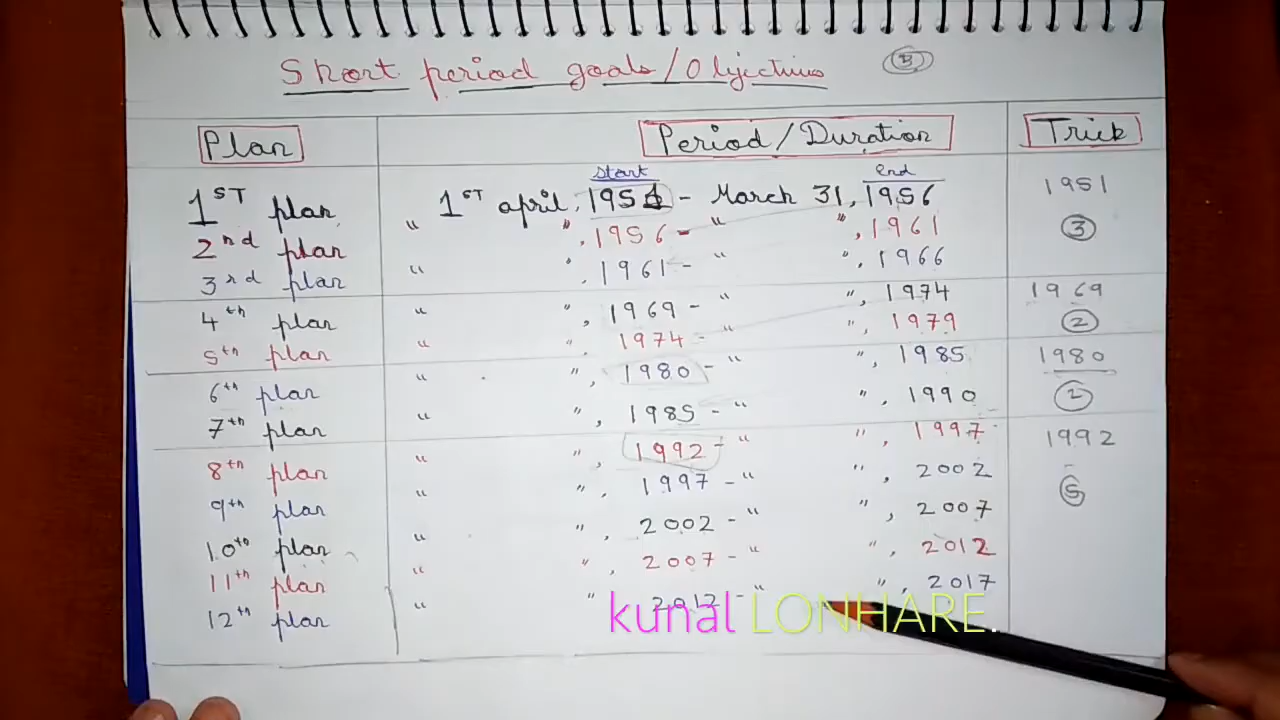 Short period goals/Objectives (B)
Plan Period/Duration Trick
start end
1ST plan 1ST april, 1951 - March 31, 1956 1951
2nd plan " ", 1956 - " ", 1961 3
3rd plan " ", 1961 - " ", 1966
4th plan " ", 1969 - " ", 1974 1969
5th plan " ", 1974 - " ", 1979 2
6th plan " ", 1980 - " ", 1985 1980
7th plan " ", 1985 - " ", 1990 2
8th plan " ", 1992 - " ", 1997 1992
9th plan " ", 1997 - " ", 2002 5
10th plan " ", 2002 - " ", 2007
11th plan " ", 2007 - " ", 2012
12th plan " " 2012 - " ", 2017
kunal LONHARE.